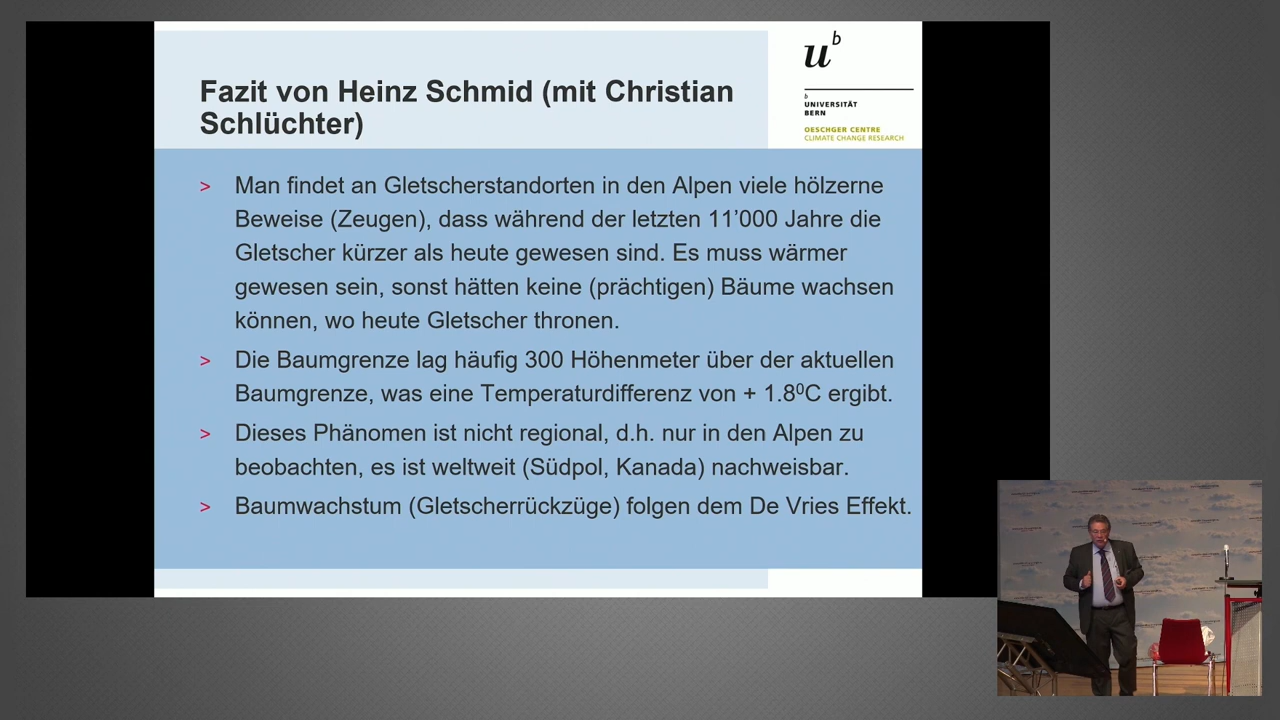 Fazit von Heinz Schmid (mit Christian
Schlüchter)
u
b
b
UNIVERSITÄT
BERN
OESCHGER CENTRE
CLIMATE CHANGE RESEARCH
> Man findet an Gletscherstandorten in den Alpen viele hölzerne
Beweise (Zeugen), dass während der letzten 11’000 Jahre die
Gletscher kürzer als heute gewesen sind. Es muss wärmer
gewesen sein, sonst hätten keine (prächtigen) Bäume wachsen
können, wo heute Gletscher thronen.
> Die Baumgrenze lag häufig 300 Höhenmeter über der aktuellen
Baumgrenze, was eine Temperaturdifferenz von + 1.8⁰C ergibt.
> Dieses Phänomen ist nicht regional, d.h. nur in den Alpen zu
beobachten, es ist weltweit (Südpol, Kanada) nachweisbar.
> Baumwachstum (Gletscherrückzüge) folgen dem De Vries Effekt.